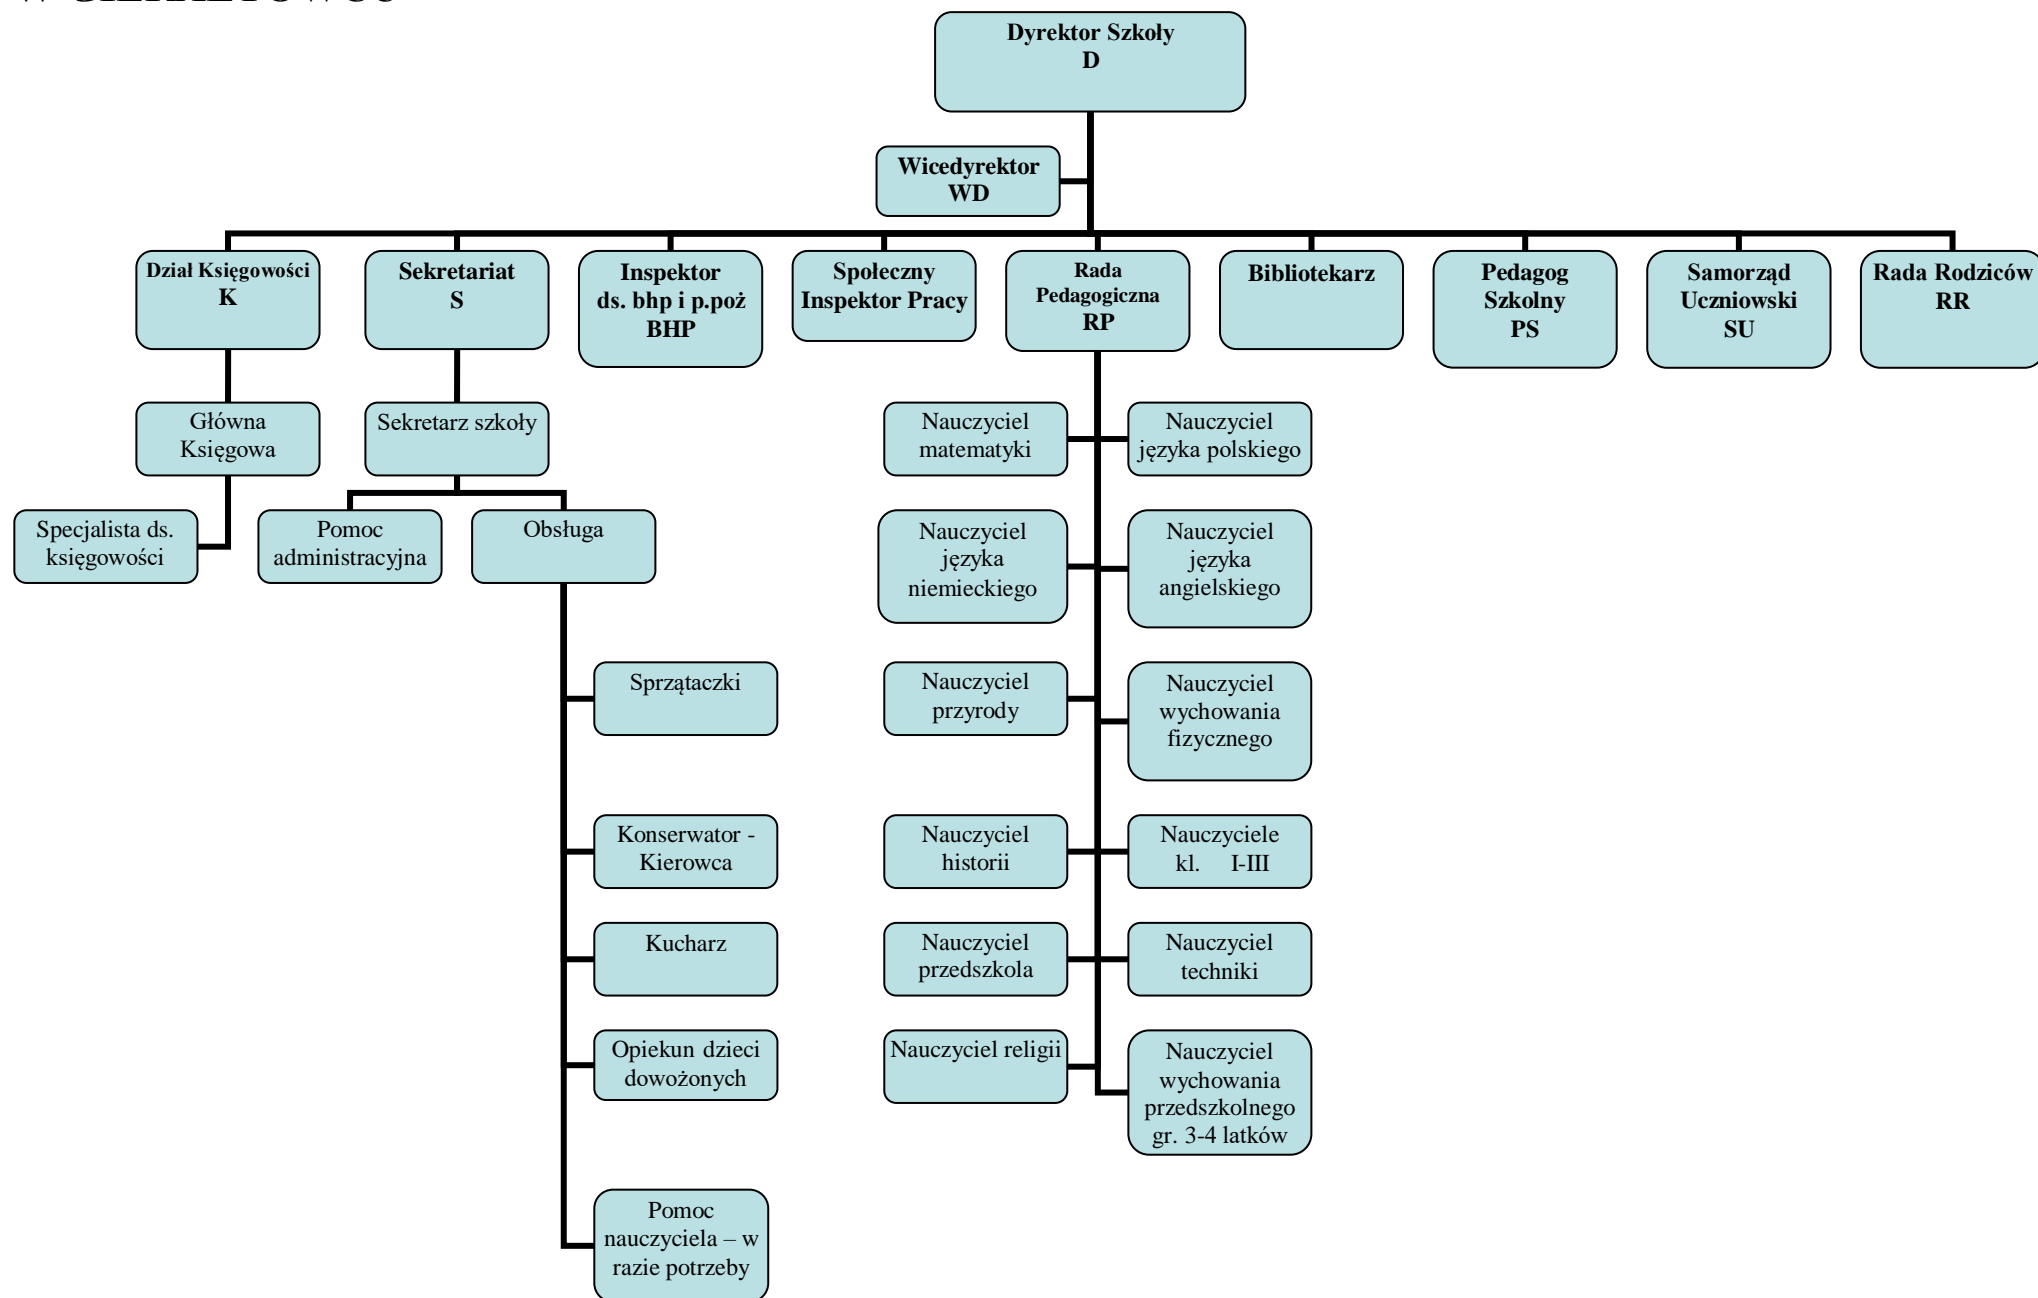 Dyrektor Szkoły
D
Wicedyrektor
WD
Dział Księgowości
K
Sekretariat
S
Inspektor
ds. bhp i p.poż
BHP
Społeczny
Inspektor Pracy
Rada
Pedagogiczna
RP
Bibliotekarz
Pedagog
Szkolny
PS
Samorząd
Uczniowski
SU
Rada Rodziców
RR
Główna
Księgowa
Sekretarz szkoły
Nauczyciel
matematyki
Nauczyciel
języka polskiego
Specjalista ds.
księgowości
Pomoc
administracyjna
Obsługa
Nauczyciel
języka
niemieckiego
Nauczyciel
języka
angielskiego
Sprzątaczki
Nauczyciel
przyrody
Nauczyciel
wychowania
fizycznego
Konserwator -
Kierowca
Nauczyciel
historii
Nauczyciele
kl. I-III
Kucharz
Nauczyciel
przedszkola
Nauczyciel
techniki
Opiekun dzieci
dowożonych
Nauczyciel religii
Nauczyciel
wychowania
przedszkolnego
gr. 3-4 latków
Pomoc
nauczyciela – w
razie potrzeby